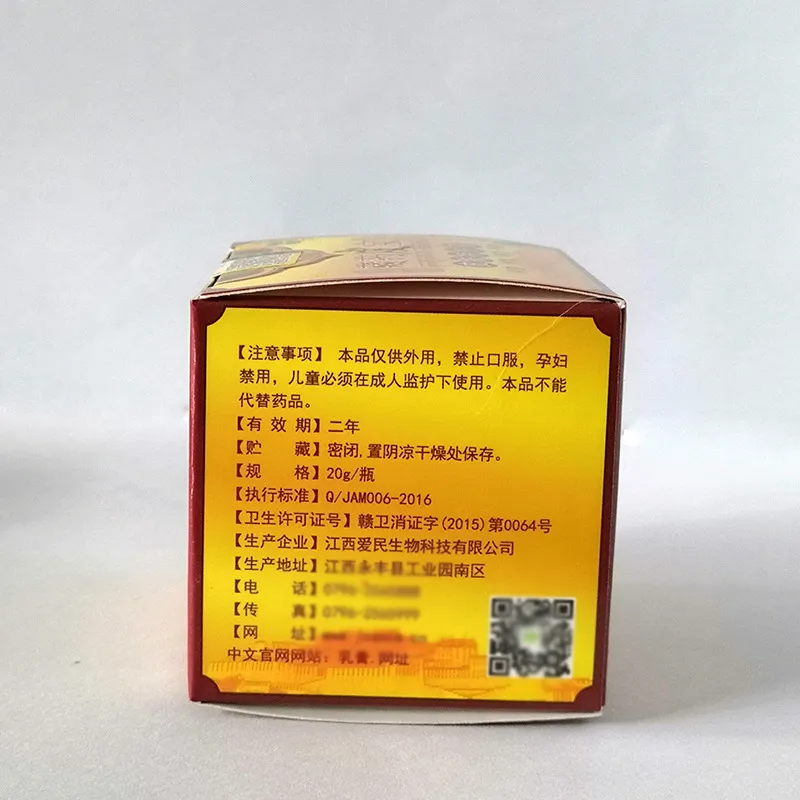 【注意事项】 本品仅供外用，禁止口服，孕妇
禁用，儿童必须在成人监护下使用。本品不能
代替药品。
【有 效 期】二年
【贮 藏】密闭，置阴凉干燥处保存。
【规 格】20g/瓶
【执行标准】Q/JAM006-2016
【卫生许可证号】赣卫消证字(2015)第0064号
【生产企业】江西爱民生物科技有限公司
【生产地址】江西永丰县工业园南区
【电 话】
【传 真】
【网 址】
中文官网网站：乳膏.网址